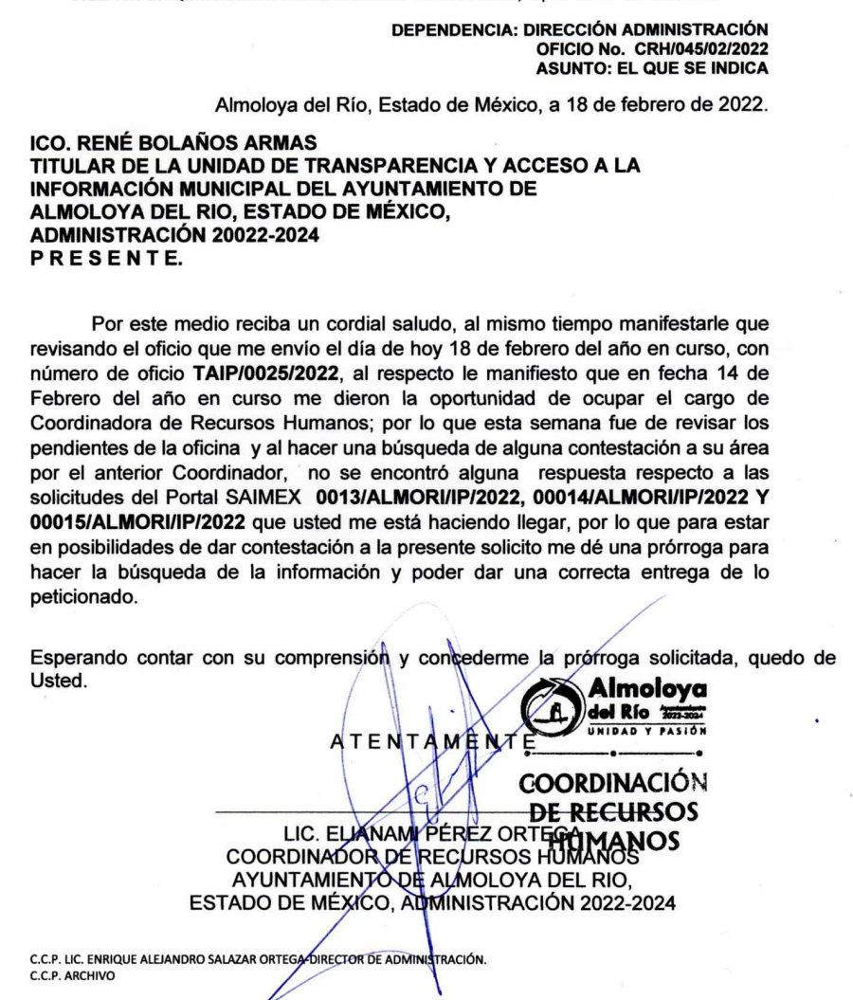 DEPENDENCIA: DIRECCIÓN ADMINISTRACIÓN
OFICIO No. CRH/045/02/2022
ASUNTO: EL QUE SE INDICA
Almoloya del Río, Estado de México, a 18 de febrero de 2022.
ICO. RENÉ BOLAÑOS ARMAS
TITULAR DE LA UNIDAD DE TRANSPARENCIA Y ACCESO A LA
INFORMACIÓN MUNICIPAL DEL AYUNTAMIENTO DE
ALMOLOYA DEL RIO, ESTADO DE MÉXICO,
ADMINISTRACIÓN 20022-2024
P R E S E N T E.
Por este medio reciba un cordial saludo, al mismo tiempo manifestarle que
revisando el oficio que me envío el día de hoy 18 de febrero del año en curso, con
número de oficio TAIP/0025/2022, al respecto le manifiesto que en fecha 14 de
Febrero del año en curso me dieron la oportunidad de ocupar el cargo de
Coordinadora de Recursos Humanos; por lo que esta semana fue de revisar los
pendientes de la oficina y al hacer una búsqueda de alguna contestación a su área
por el anterior Coordinador, no se encontró alguna respuesta respecto a las
solicitudes del Portal SAIMEX 0013/ALMORI/IP/2022, 00014/ALMORI/IP/2022 Y
00015/ALMORI/IP/2022 que usted me está haciendo llegar, por lo que para estar
en posibilidades de dar contestación a la presente solicito me dé una prórroga para
hacer la búsqueda de la información y poder dar una correcta entrega de lo
peticionado.
Esperando contar con su comprensión y concederme la prórroga solicitada, quedo de
Usted.
Almoloya
del Río Ayuntamiento 2022-2024
UNIDAD Y PASIÓN
A T E N T A M E N T E
COORDINACIÓN
DE RECURSOS
HUMANOS
LIC. ELIANAMI PÉREZ ORTEGA
COORDINADOR DE RECURSOS HUMANOS
AYUNTAMIENTO DE ALMOLOYA DEL RIO,
ESTADO DE MÉXICO, ADMINISTRACIÓN 2022-2024
C.C.P. LIC. ENRIQUE ALEJANDRO SALAZAR ORTEGA-DIRECTOR DE ADMINISTRACIÓN.
C.C.P. ARCHIVO